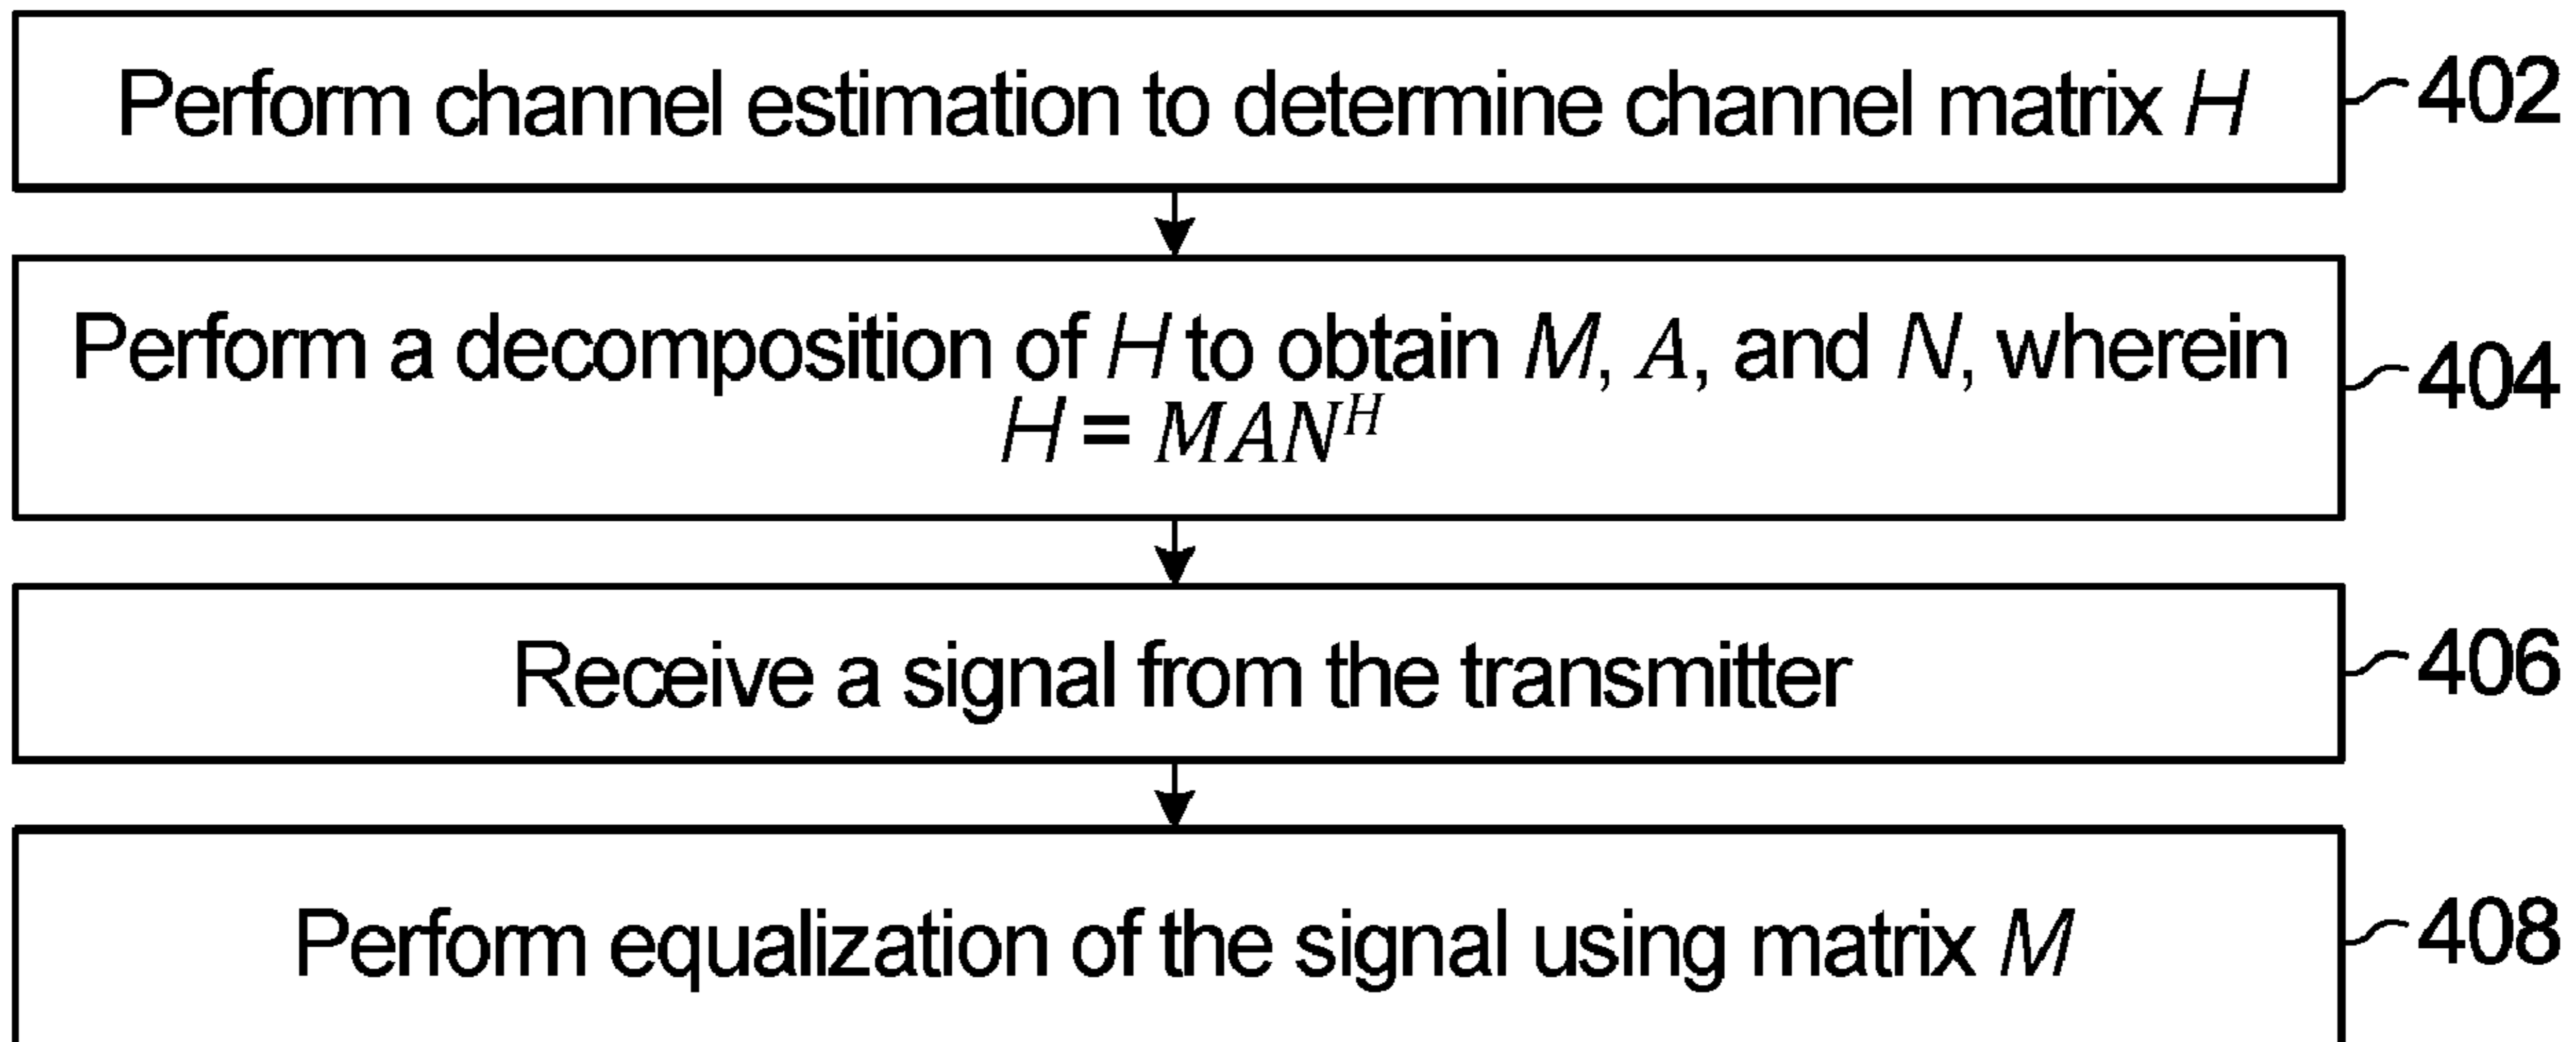 Perform channel estimation to determine channel matrix H
402
Perform a decomposition of H to obtain M, A, and N, wherein
H = MANᴴ
404
Receive a signal from the transmitter
406
Perform equalization of the signal using matrix M
408